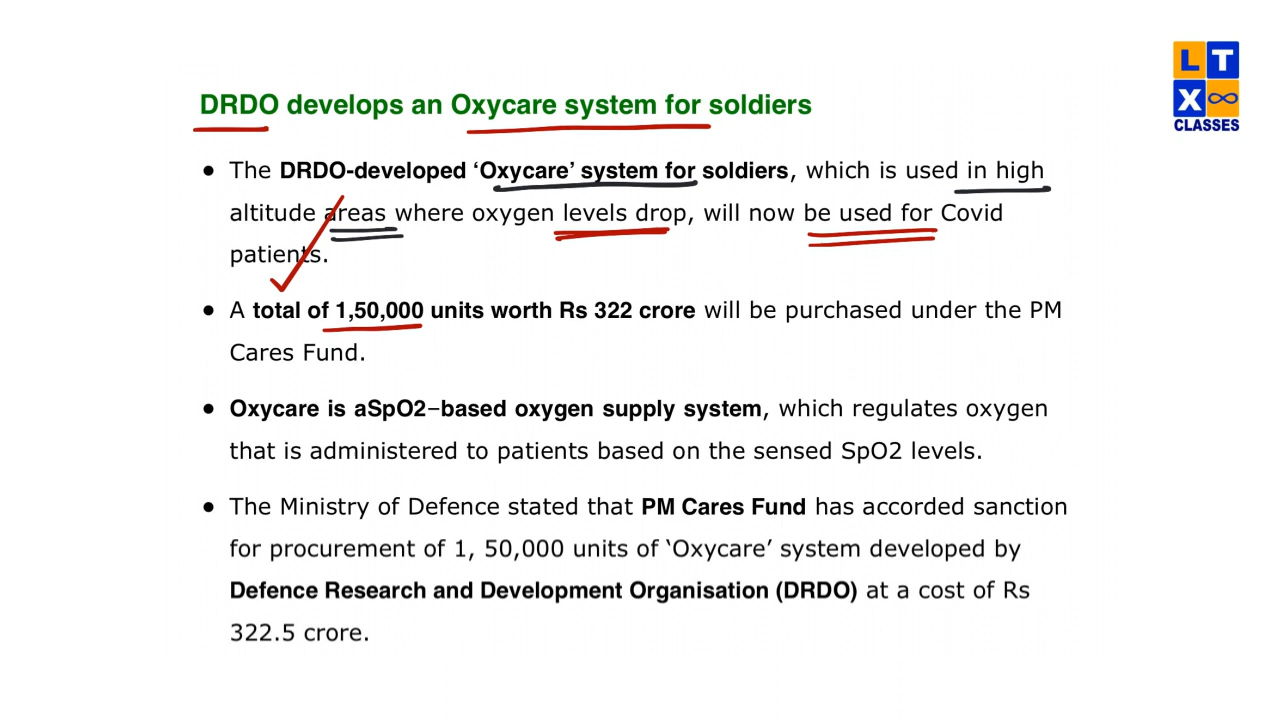 L T
X ∞
CLASSES
DRDO develops an Oxycare system for soldiers
● The DRDO-developed ‘Oxycare’ system for soldiers, which is used in high
altitude areas where oxygen levels drop, will now be used for Covid
patients.
● A total of 1,50,000 units worth Rs 322 crore will be purchased under the PM
Cares Fund.
● Oxycare is aSpO2–based oxygen supply system, which regulates oxygen
that is administered to patients based on the sensed SpO2 levels.
● The Ministry of Defence stated that PM Cares Fund has accorded sanction
for procurement of 1, 50,000 units of ‘Oxycare’ system developed by
Defence Research and Development Organisation (DRDO) at a cost of Rs
322.5 crore.